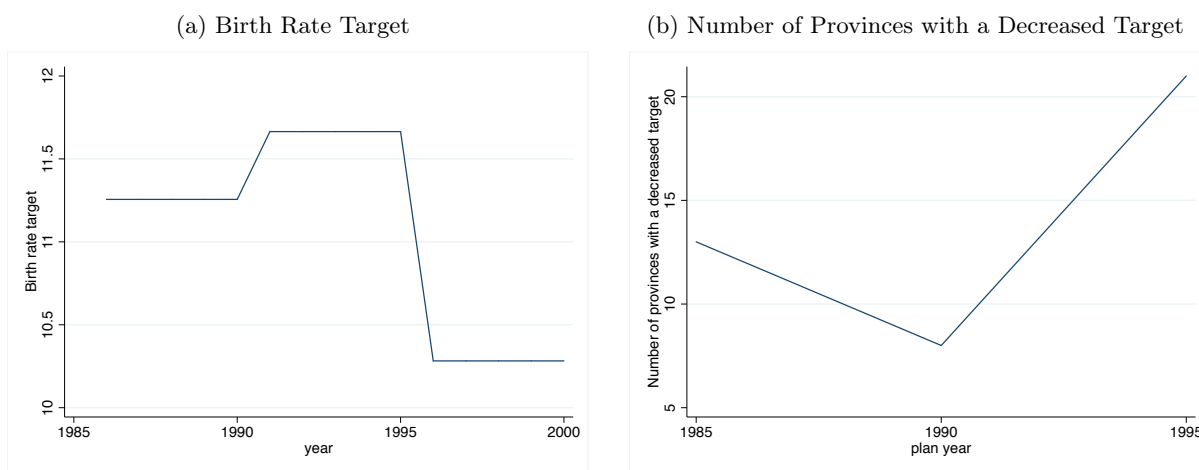 (a) Birth Rate Target
Birth rate target
12
11.5
11
10.5
10
1985
1990
1995
2000
year
(b) Number of Provinces with a Decreased Target
Number of provinces with a decreased target
20
15
10
5
1985
1990
1995
plan year